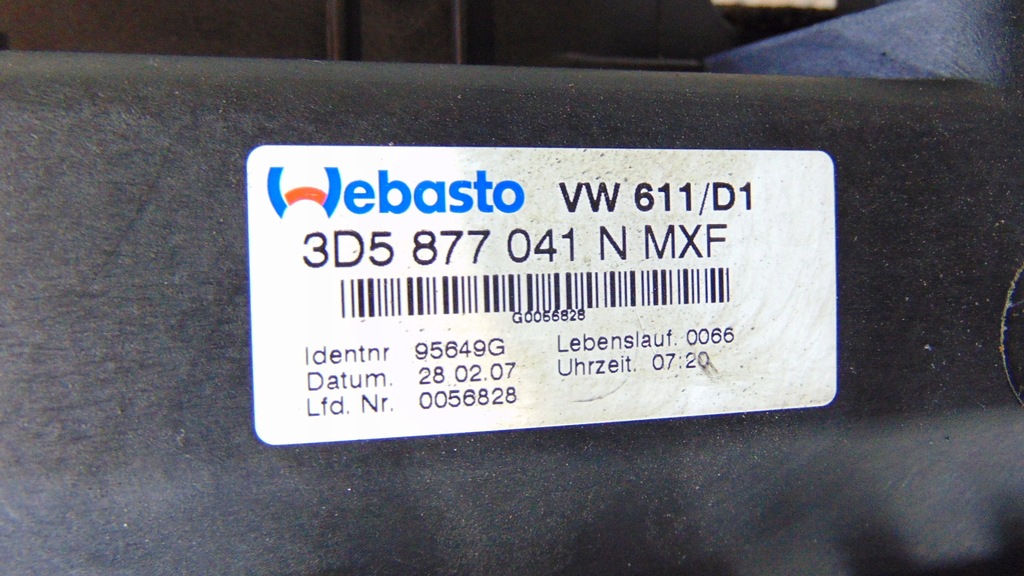 Webasto VW 611/D1
3D5 877 041 N MXF
G0056828
Identnr 95649G Lebenslauf. 0066
Datum. 28.02.07 Uhrzeit. 07:20
Lfd. Nr. 0056828